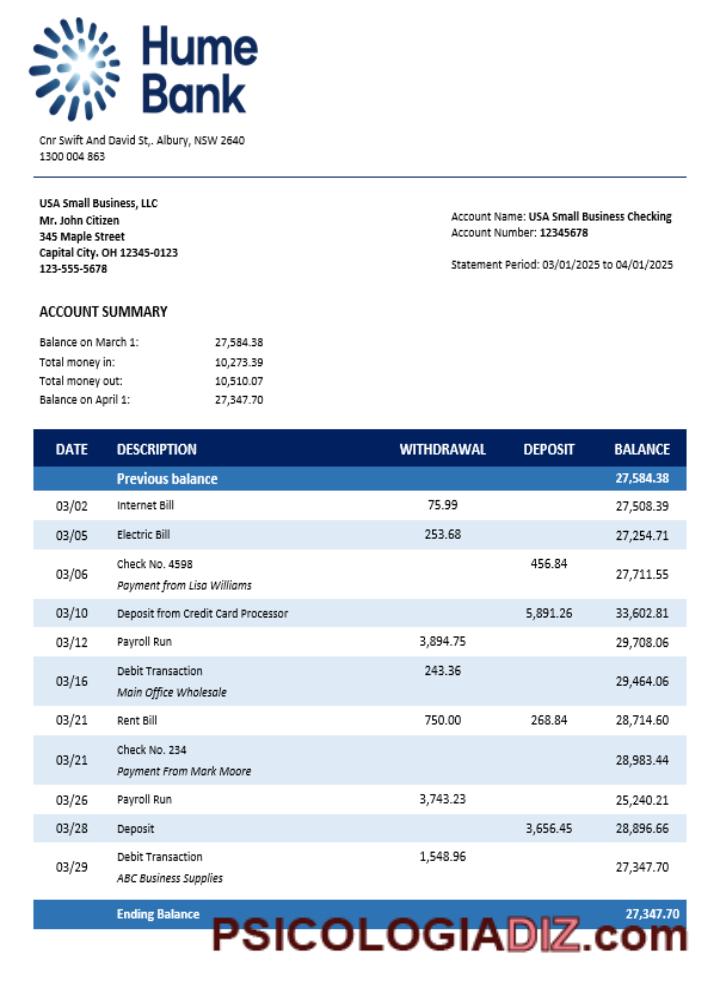 Hume
Bank
Cnr Swift And David St,. Albury, NSW 2640
1300 004 863
USA Small Business, LLC
Mr. John Citizen
345 Maple Street
Capital City. OH 12345-0123
123-555-5678
Account Name: USA Small Business Checking
Account Number: 12345678
Statement Period: 03/01/2025 to 04/01/2025
ACCOUNT SUMMARY
Balance on March 1: 27,584.38
Total money in: 10,273.39
Total money out: 10,510.07
Balance on April 1: 27,347.70
DATE DESCRIPTION WITHDRAWAL DEPOSIT BALANCE
Previous balance 27,584.38
03/02 Internet Bill 75.99 27,508.39
03/05 Electric Bill 253.68 27,254.71
03/06 Check No. 4598 456.84 27,711.55
Payment from Lisa Williams
03/10 Deposit from Credit Card Processor 5,891.26 33,602.81
03/12 Payroll Run 3,894.75 29,708.06
03/16 Debit Transaction 243.36 29,464.06
Main Office Wholesale
03/21 Rent Bill 750.00 268.84 28,714.60
03/21 Check No. 234 28,983.44
Payment From Mark Moore
03/26 Payroll Run 3,743.23 25,240.21
03/28 Deposit 3,656.45 28,896.66
03/29 Debit Transaction 1,548.96 27,347.70
ABC Business Supplies
Ending Balance 27,347.70
PSICOLOGIADIZ.com